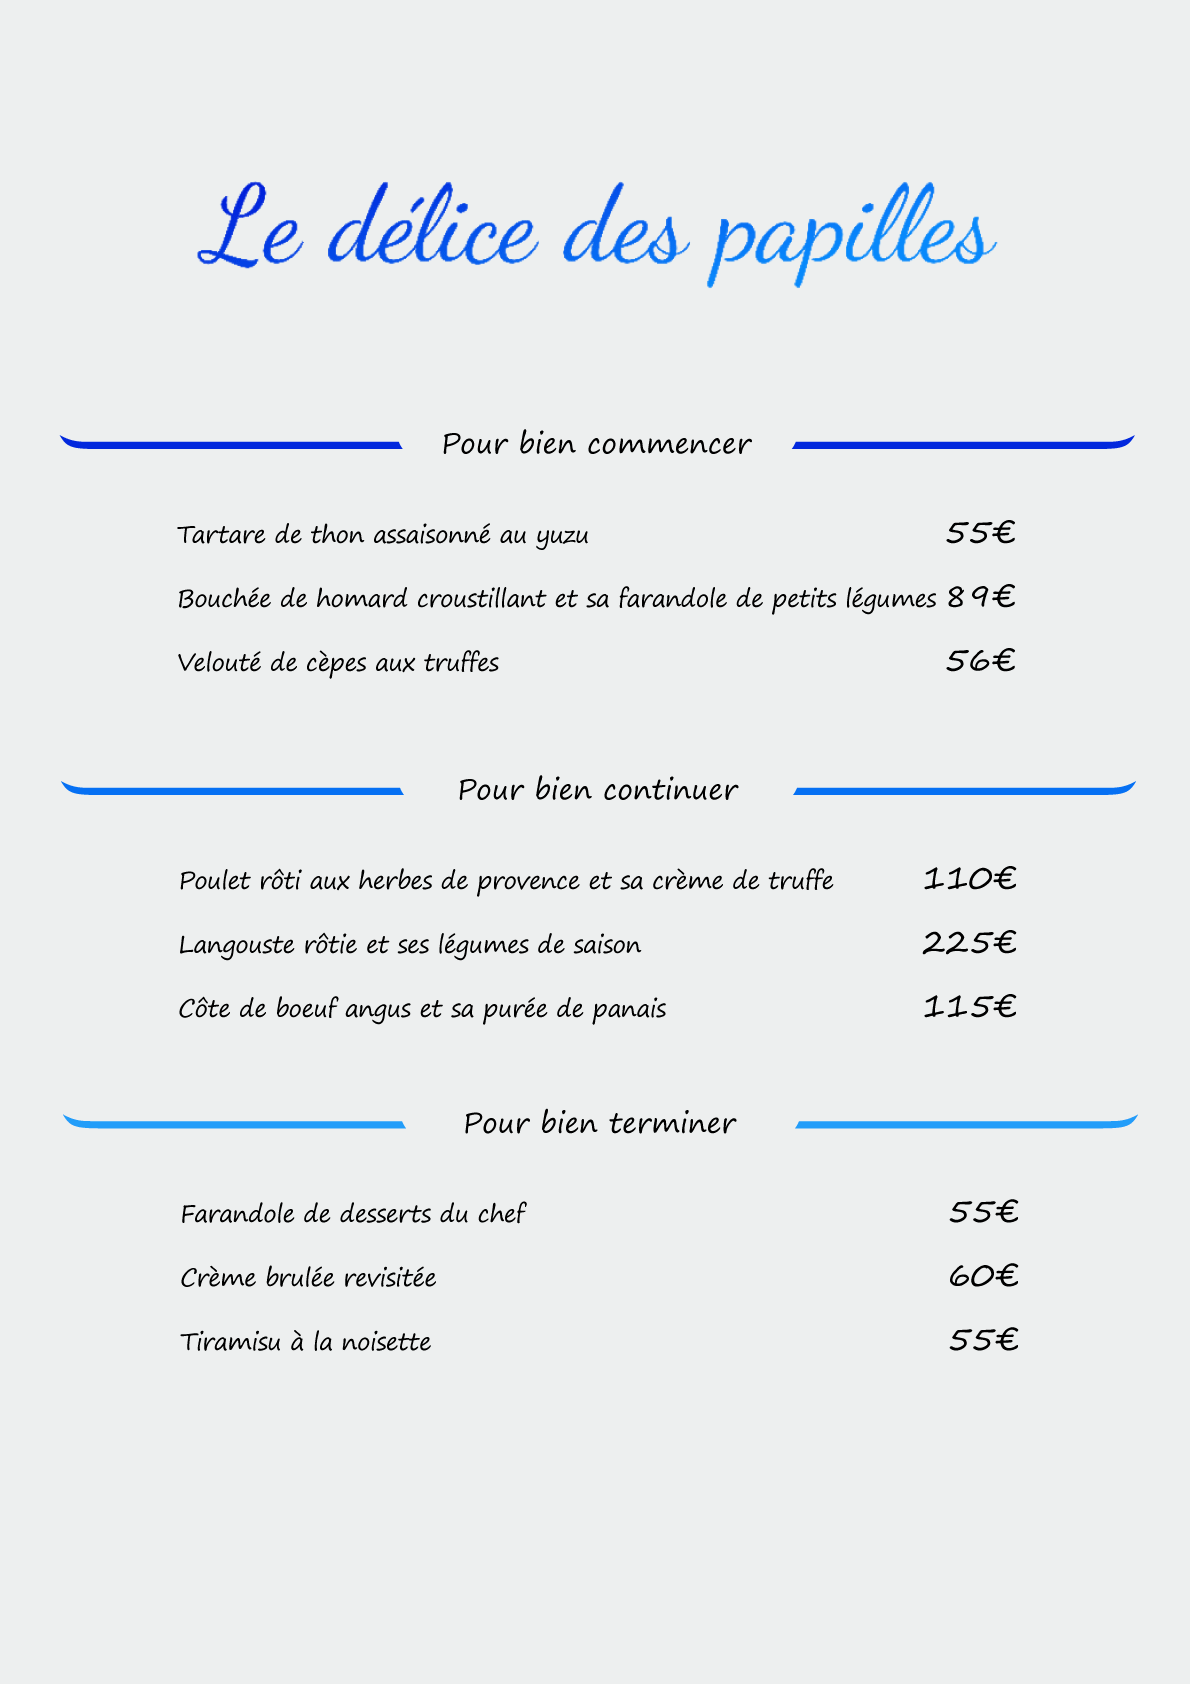 Le délice des papilles
Pour bien commencer
Tartare de thon assaisonné au yuzu 55€
Bouchée de homard croustillant et sa farandole de petits légumes 89€
Velouté de cèpes aux truffes 56€
Pour bien continuer
Poulet rôti aux herbes de provence et sa crème de truffe 110€
Langouste rôtie et ses légumes de saison 225€
Côte de boeuf angus et sa purée de panais 115€
Pour bien terminer
Farandole de desserts du chef 55€
Crème brulée revisitée 60€
Tiramisu à la noisette 55€